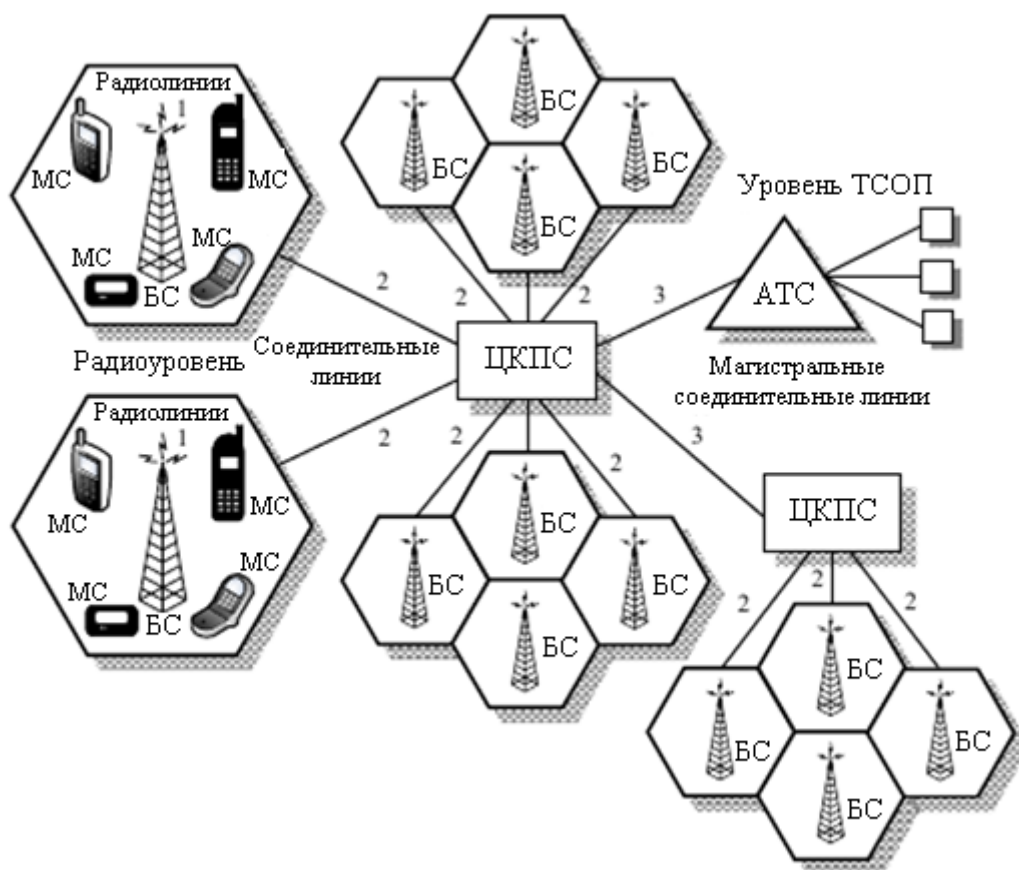 Радиолинии
1
МС
МС
МС
МС
БС
БС
БС
БС
БС
Уровень ТСОП
АТС
2
2
2
3
Радиоуровень
Соединительные
линии
ЦКПС
Магистральные
соединительные линии
Радиолинии
1
МС
МС
МС
МС
БС
2
2
2
3
БС
БС
БС
БС
ЦКПС
2
2
2
БС
БС
БС
БС